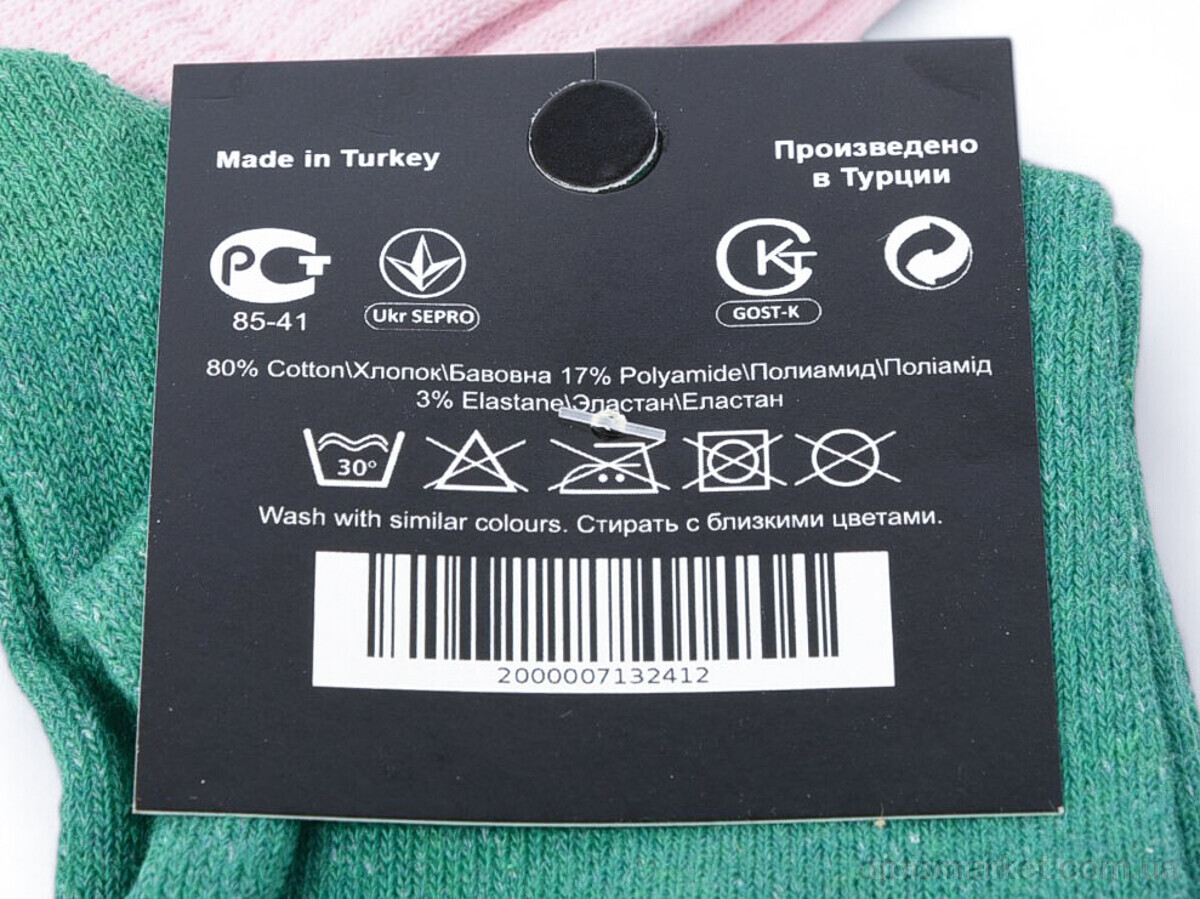 Made in Turkey
Произведено
в Турции
РСТ
85-41
Ukr SEPRO
GOST-K
80% Cotton\Хлопок\Бавовна 17% Polyamide\Полиамид\Поліамід
3% Elastane\Эластан\Еластан
30°
Wash with similar colours. Стирать с близкими цветами.
2000007132412